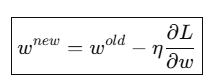 w^{new} = w^{old} − η ∂L/∂w